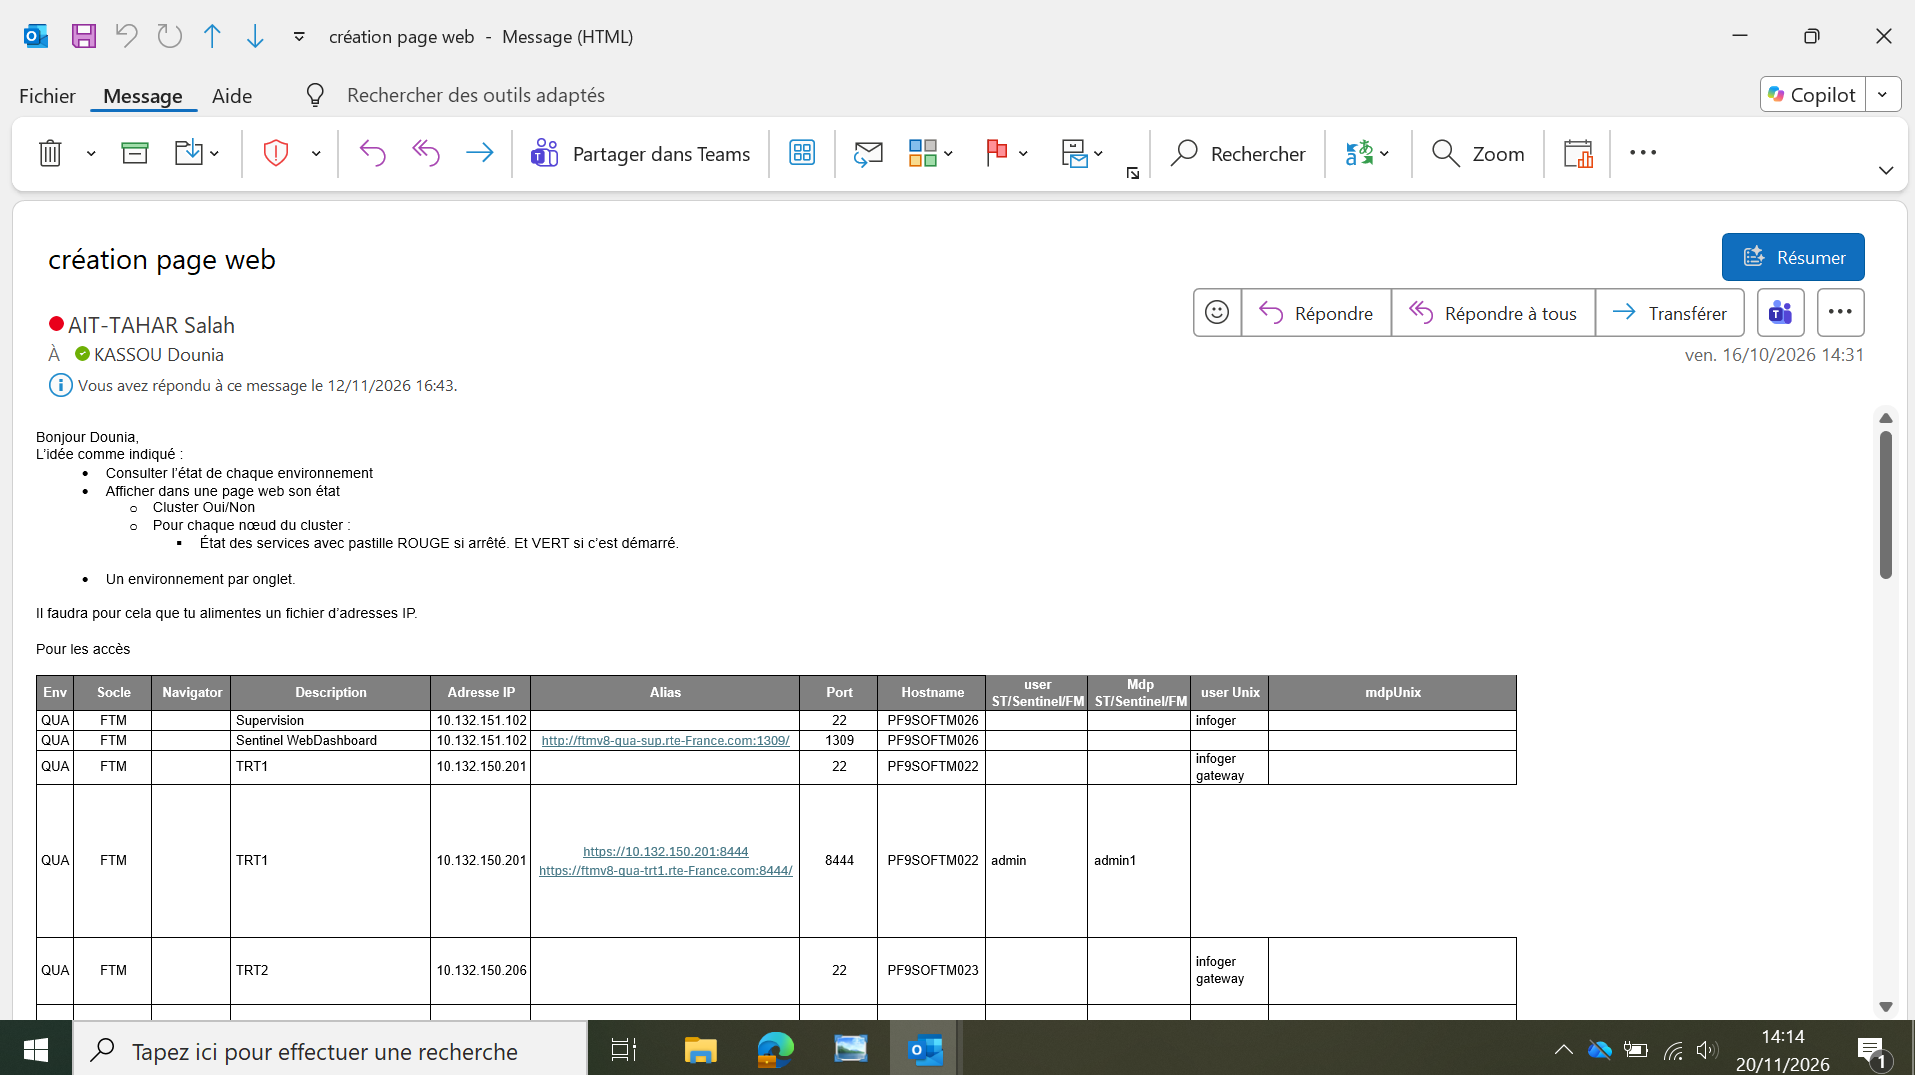 création page web - Message (HTML)
Fichier Message Aide Rechercher des outils adaptés Copilot
Partager dans Teams Rechercher Zoom
création page web
Résumer
AIT-TAHAR Salah
Répondre Répondre à tous Transférer
À KASSOU Dounia
ven. 16/10/2026 14:31
Vous avez répondu à ce message le 12/11/2026 16:43.
Bonjour Dounia,
L'idée comme indiqué :
• Consulter l'état de chaque environnement
• Afficher dans une page web son état
o Cluster Oui/Non
o Pour chaque nœud du cluster :
▪ État des services avec pastille ROUGE si arrêté. Et VERT si c'est démarré.
• Un environnement par onglet.
Il faudra pour cela que tu alimentes un fichier d'adresses IP.
Pour les accès
Env Socle Navigator Description Adresse IP Alias Port Hostname user ST/Sentinel/FM Mdp ST/Sentinel/FM user Unix mdpUnix
QUA FTM Supervision 10.132.151.102 22 PF9SOFTM026 infoger
QUA FTM Sentinel WebDashboard 10.132.151.102 http://ftmv8-qua-sup.rte-France.com:1309/ 1309 PF9SOFTM026
QUA FTM TRT1 10.132.150.201 22 PF9SOFTM022 infoger gateway
QUA FTM TRT1 10.132.150.201 https://10.132.150.201:8444 https://ftmv8-qua-trt1.rte-France.com:8444/ 8444 PF9SOFTM022 admin admin1
QUA FTM TRT2 10.132.150.206 22 PF9SOFTM023 infoger gateway
Tapez ici pour effectuer une recherche
14:14
20/11/2026
1